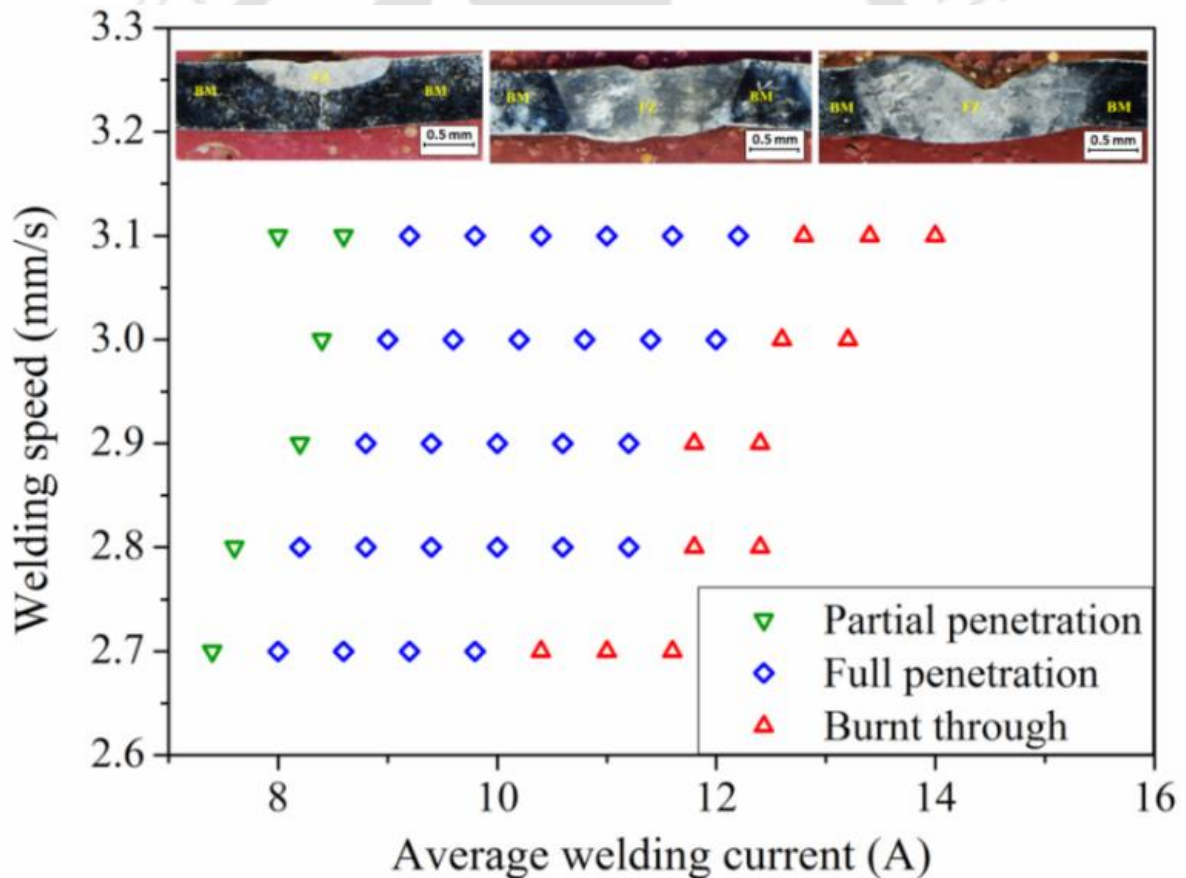 3.3
3.2
3.1
3.0
2.9
2.8
2.7
2.6
Welding speed (mm/s)
BM FZ BM
0.5 mm
BM FZ BM
0.5 mm
BM FZ BM
0.5 mm
Partial penetration
Full penetration
Burnt through
8 10 12 14 16
Average welding current (A)